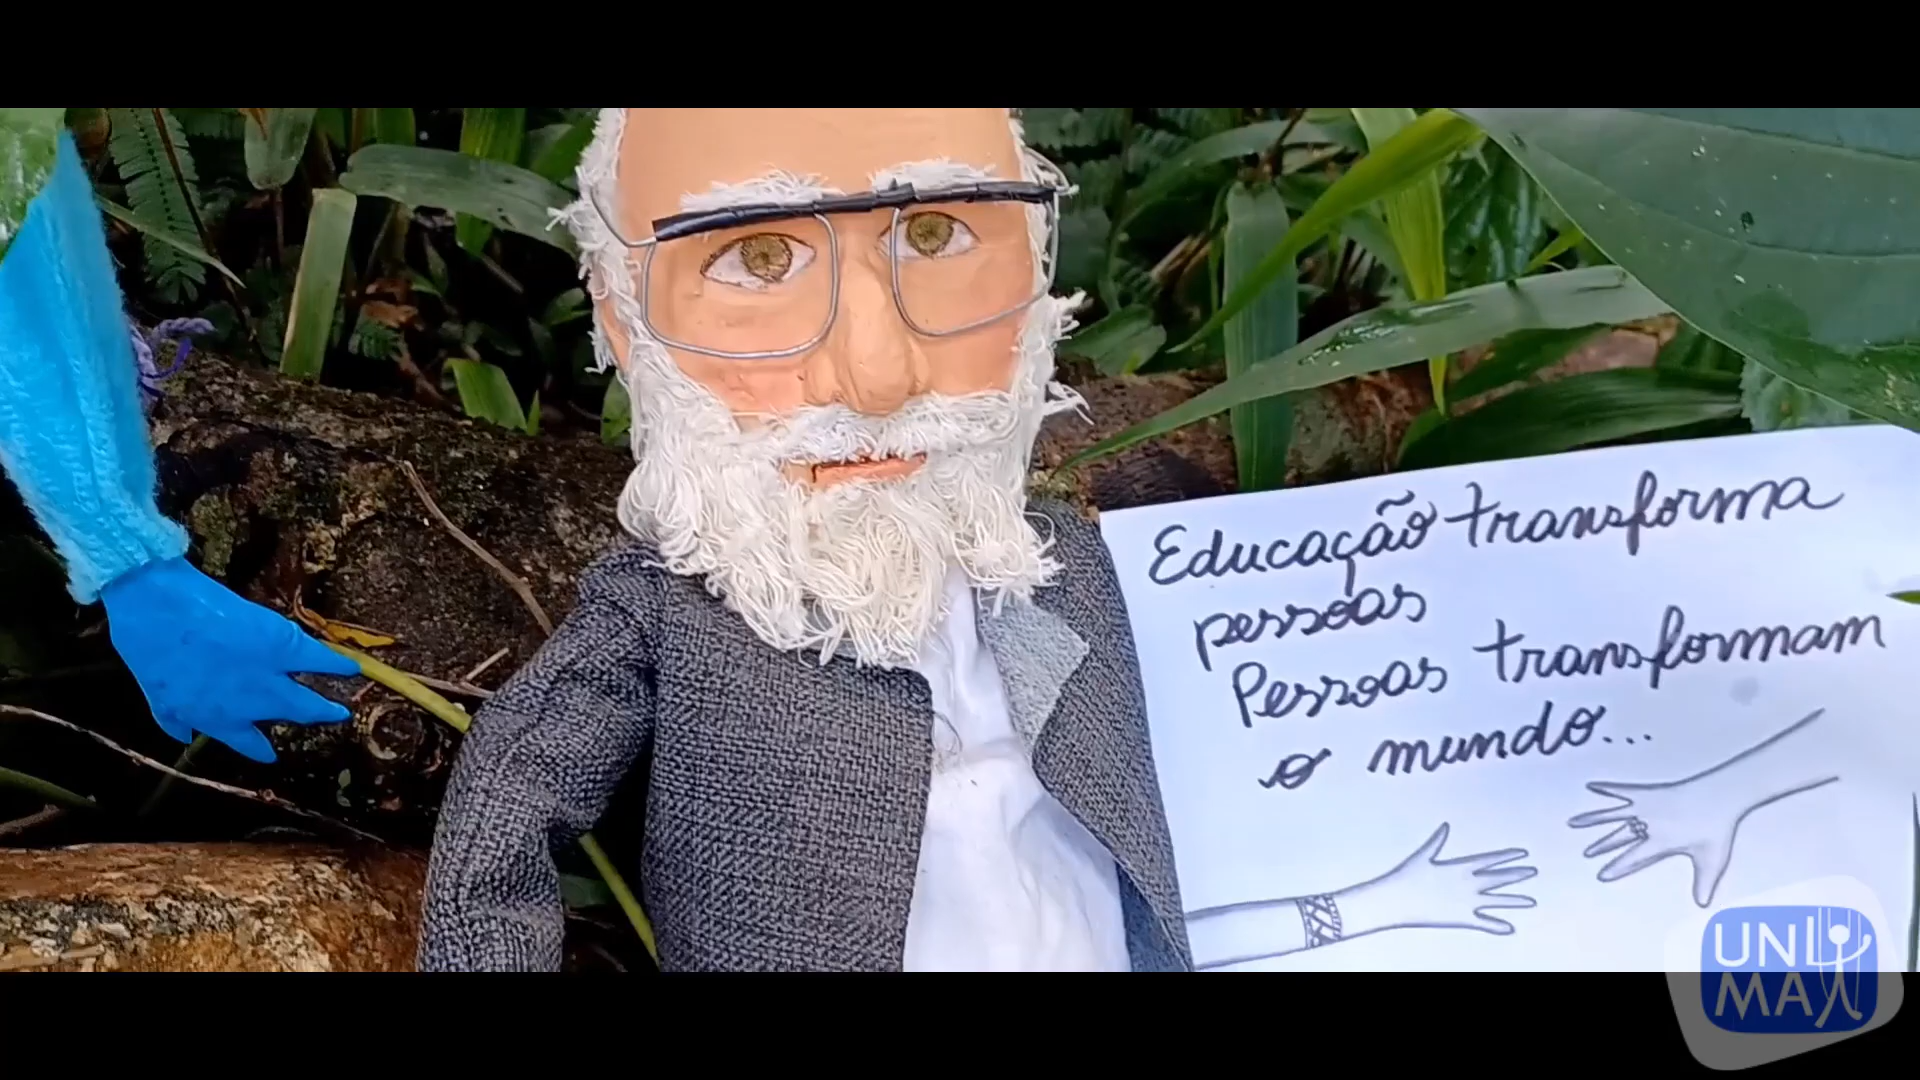 Educação transforma
pessoas
Pessoas transformam
o mundo...
UNI
MA